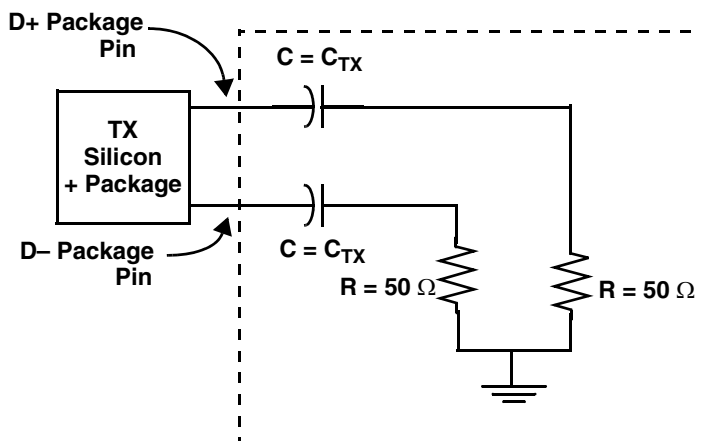 D+ Package
Pin
C = CTX
TX
Silicon
+ Package
D– Package
Pin
C = CTX
R = 50 Ω
R = 50 Ω